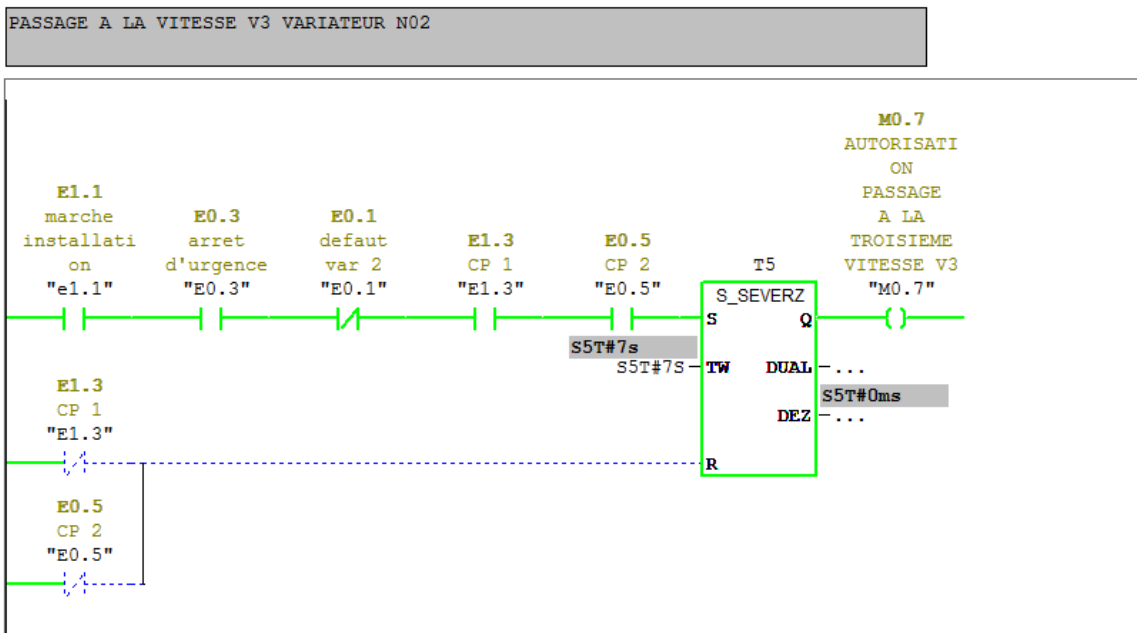 PASSAGE A LA VITESSE V3 VARIATEUR N02
M0.7
AUTORISATI
ON
PASSAGE
A LA
TROISIEME
VITESSE V3
"M0.7"
E1.1
marche
installati
on
"e1.1"
E0.3
arret
d'urgence
"E0.3"
E0.1
defaut
var 2
"E0.1"
E1.3
CP 1
"E1.3"
E0.5
CP 2
"E0.5"
T5
S_SEVERZ
S Q
S5T#7s
S5T#7S TW DUAL ...
S5T#0ms
DEZ ...
R
E1.3
CP 1
"E1.3"
E0.5
CP 2
"E0.5"